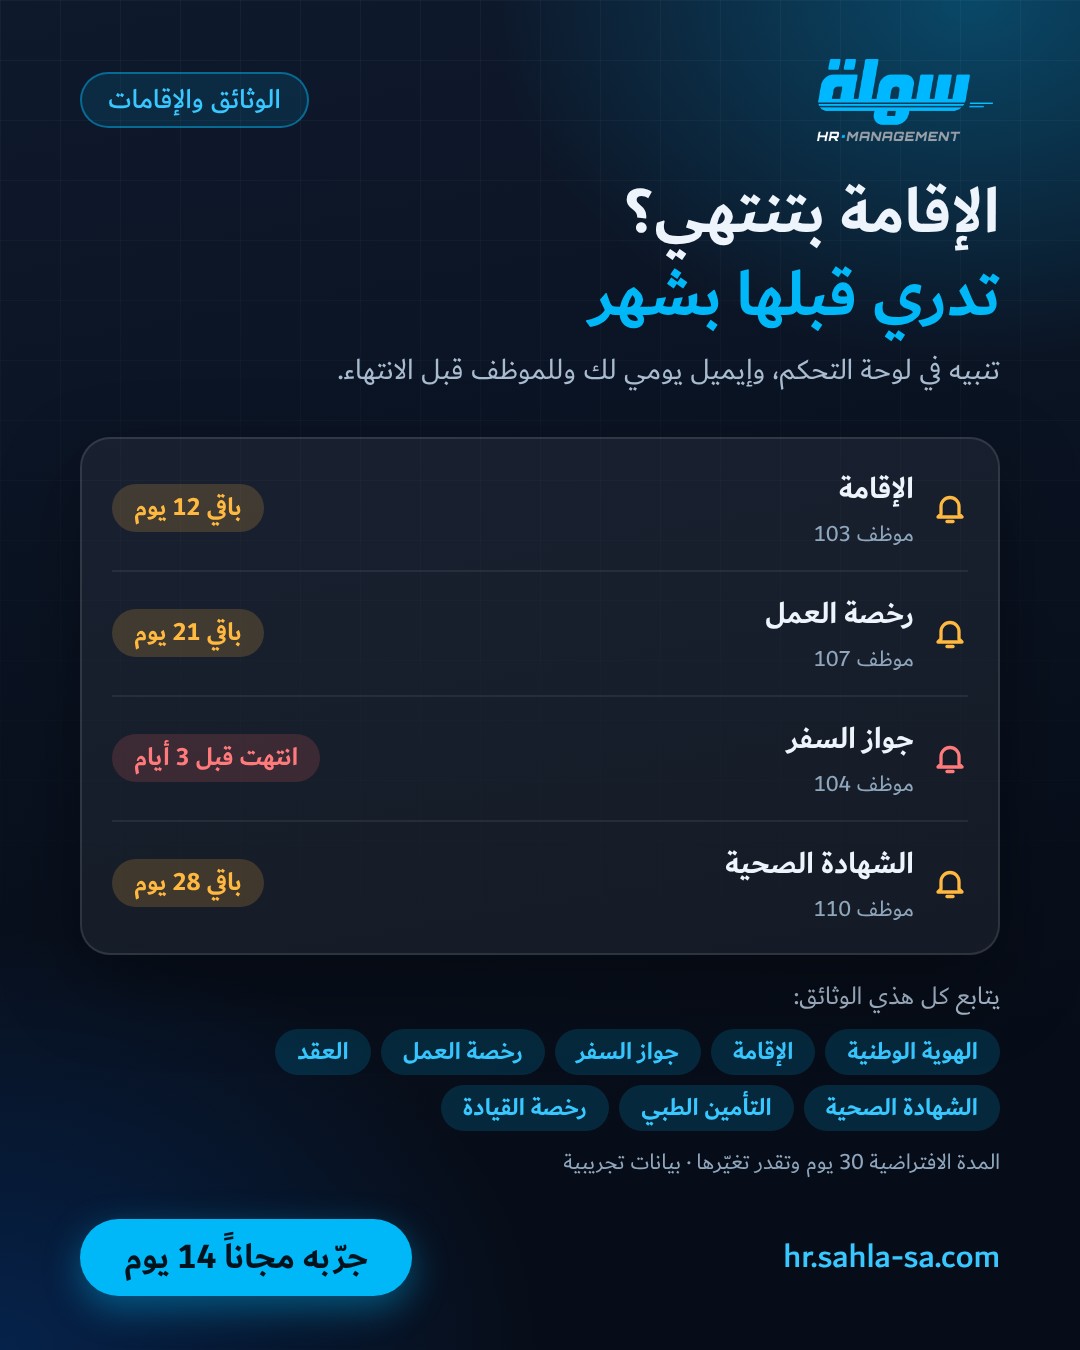 سهلة
HR·MANAGEMENT
الوثائق والإقامات
الإقامة بتنتهي؟
تدري قبلها بشهر
تنبيه في لوحة التحكم، وإيميل يومي لك وللموظف قبل الانتهاء.
الإقامة
موظف 103
باقي 12 يوم
رخصة العمل
موظف 107
باقي 21 يوم
جواز السفر
موظف 104
انتهت قبل 3 أيام
الشهادة الصحية
موظف 110
باقي 28 يوم
يتابع كل هذي الوثائق:
الهوية الوطنية الإقامة جواز السفر رخصة العمل العقد
الشهادة الصحية التأمين الطبي رخصة القيادة
المدة الافتراضية 30 يوم وتقدر تغيّرها · بيانات تجريبية
hr.sahla-sa.com
جرّبه مجاناً 14 يوم